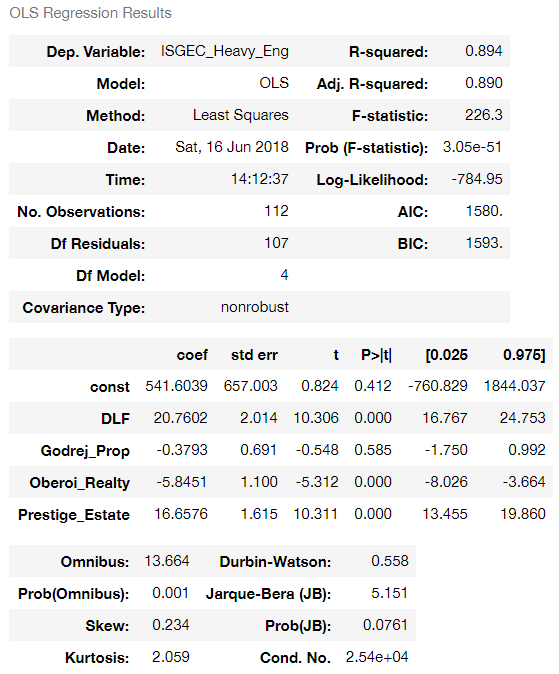 OLS Regression Results
Dep. Variable: ISGEC_Heavy_Eng R-squared: 0.894
Model: OLS Adj. R-squared: 0.890
Method: Least Squares F-statistic: 226.3
Date: Sat, 16 Jun 2018 Prob (F-statistic): 3.05e-51
Time: 14:12:37 Log-Likelihood: -784.95
No. Observations: 112 AIC: 1580.
Df Residuals: 107 BIC: 1593.
Df Model: 4
Covariance Type: nonrobust
coef std err t P>|t| [0.025 0.975]
const 541.6039 657.003 0.824 0.412 -760.829 1844.037
DLF 20.7602 2.014 10.306 0.000 16.767 24.753
Godrej_Prop -0.3793 0.691 -0.548 0.585 -1.750 0.992
Oberoi_Realty -5.8451 1.100 -5.312 0.000 -8.026 -3.664
Prestige_Estate 16.6576 1.615 10.311 0.000 13.455 19.860
Omnibus: 13.664 Durbin-Watson: 0.558
Prob(Omnibus): 0.001 Jarque-Bera (JB): 5.151
Skew: 0.234 Prob(JB): 0.0761
Kurtosis: 2.059 Cond. No. 2.54e+04